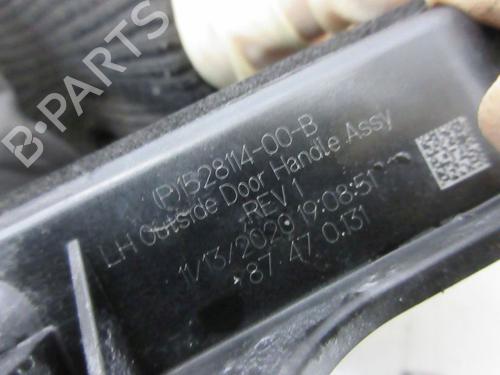 (P)1528114-00-B
LH Outside Door Handle Assy
REV 1
11/13/2020 19:08:51
87.47 0.131
B-PARTS